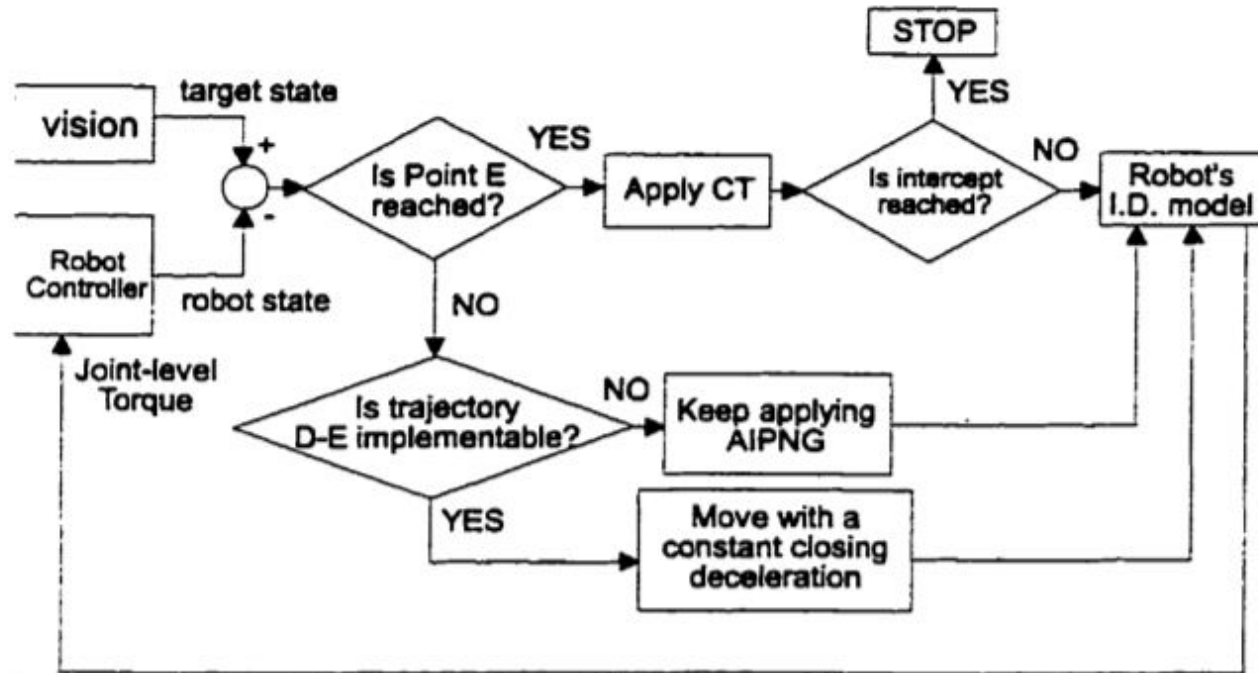 STOP
target state
vision
+
YES
YES
NO
Is Point E
reached?
Apply CT
Is intercept
reached?
Robot's
I.D. model
-
Robot
Controller
robot state
NO
Joint-level
Torque
Is trajectory
D-E implementable?
NO
Keep applying
AIPNG
YES
Move with a
constant closing
deceleration